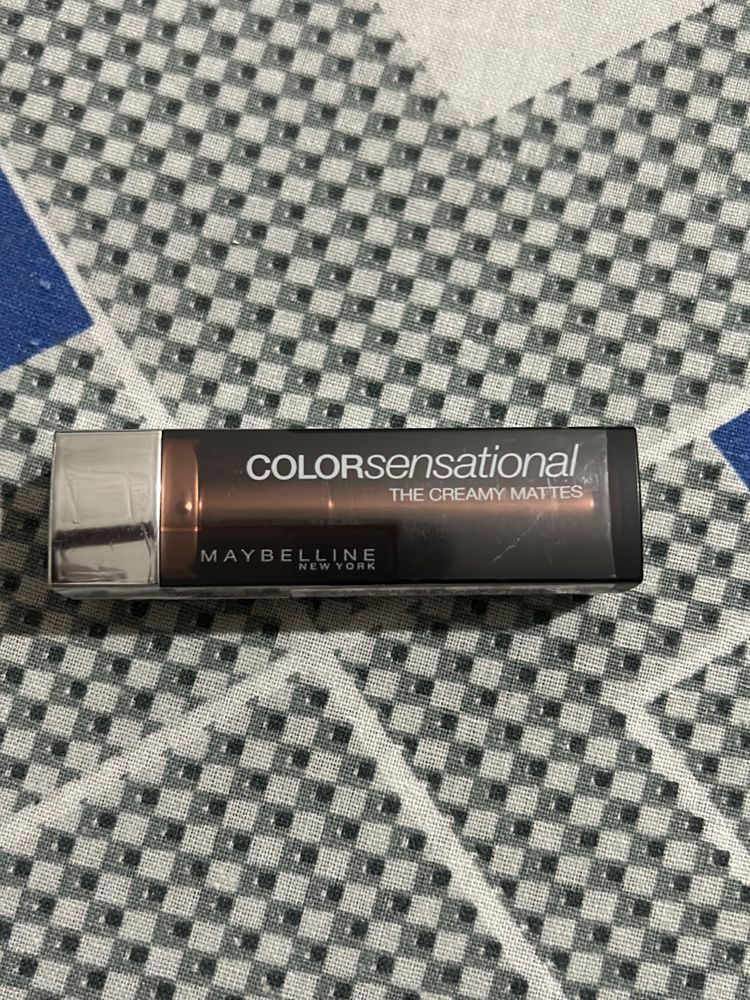 COLORsensational
THE CREAMY MATTES
MAYBELLINE
NEW YORK